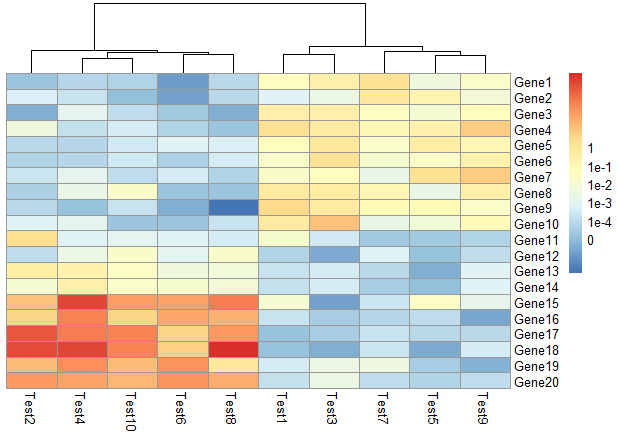 Gene1
Gene2
Gene3
Gene4
Gene5
Gene6
Gene7
Gene8
Gene9
Gene10
Gene11
Gene12
Gene13
Gene14
Gene15
Gene16
Gene17
Gene18
Gene19
Gene20
1
1e-1
1e-2
1e-3
1e-4
0
Test2
Test4
Test10
Test6
Test8
Test1
Test3
Test7
Test5
Test9